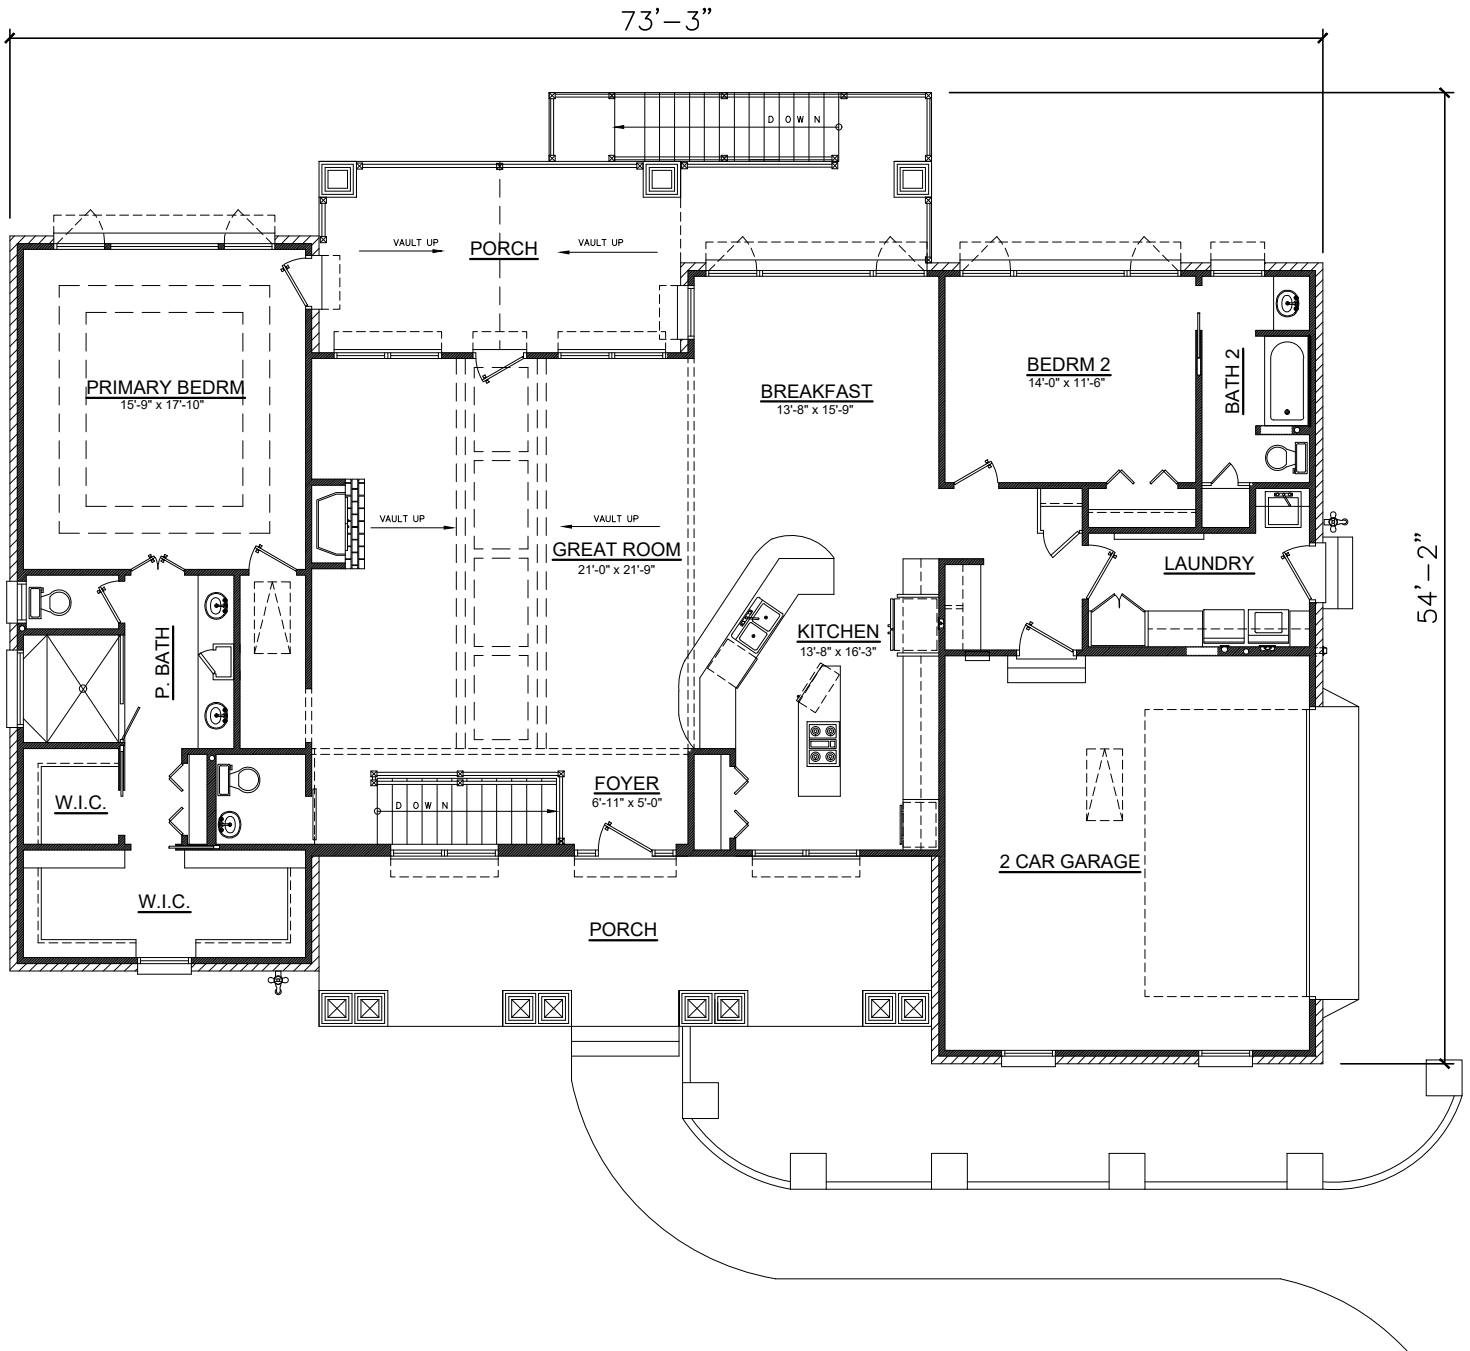 73'-3"
DOWN
VAULT UP
PORCH
VAULT UP
PRIMARY BEDRM
15'-9" x 17'-10"
BREAKFAST
13'-8" x 15'-9"
BEDRM 2
14'-0" x 11'-6"
BATH 2
VAULT UP
VAULT UP
GREAT ROOM
21'-0" x 21'-9"
LAUNDRY
54'-2"
KITCHEN
13'-8" x 16'-3"
P. BATH
W.I.C.
DOWN
FOYER
6'-11" x 5'-0"
2 CAR GARAGE
W.I.C.
PORCH